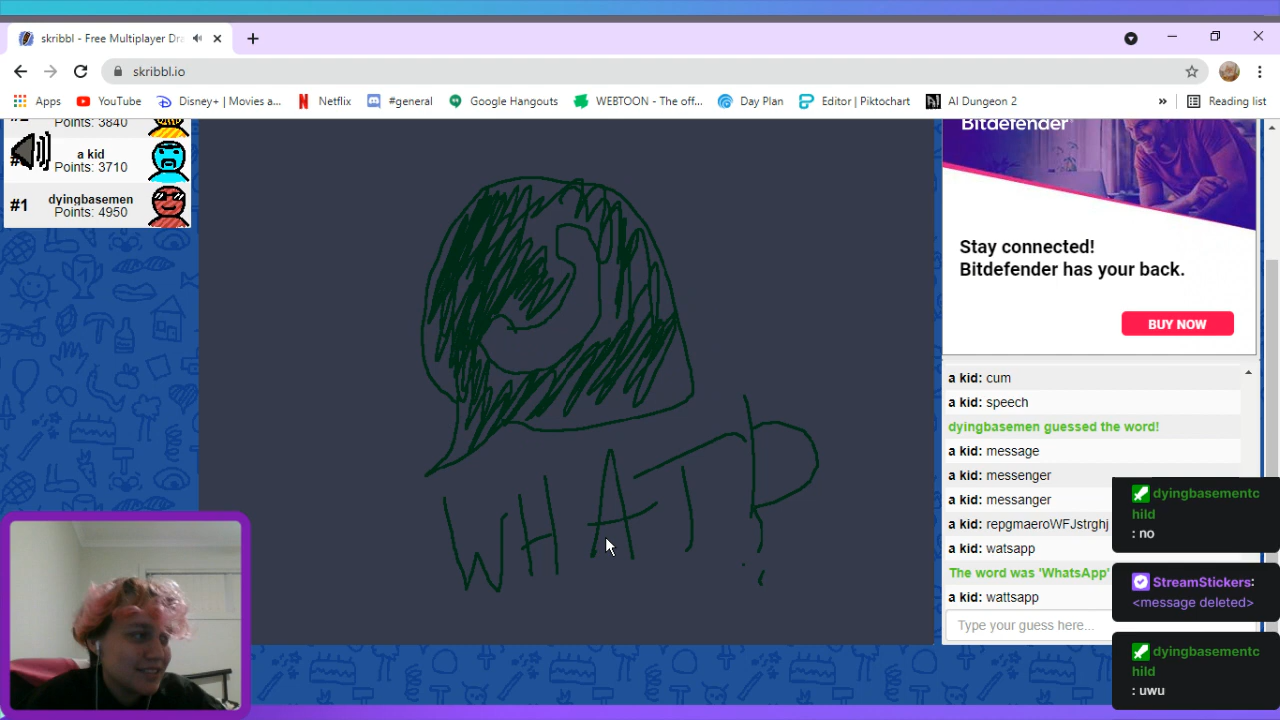 skribbl - Free Multiplayer Dra
skribbl.io
Apps YouTube Disney+ | Movies a... Netflix #general Google Hangouts WEBTOON - The off... Day Plan Editor | Piktochart AI Dungeon 2 » Reading list
Points: 3840
a kid
Points: 3710
#1 dyingbasemen
Points: 4950
WHAT?
Bitdefender
Stay connected!
Bitdefender has your back.
BUY NOW
a kid: cum
a kid: speech
dyingbasemen guessed the word!
a kid: message
a kid: messenger
a kid: messanger
a kid: repgmaeroWFJstrghj
a kid: watsapp
The word was 'WhatsApp'
a kid: wattsapp
Type your guess here...
dyingbasementc
hild
: no
StreamStickers:
<message deleted>
dyingbasementc
hild
: uwu